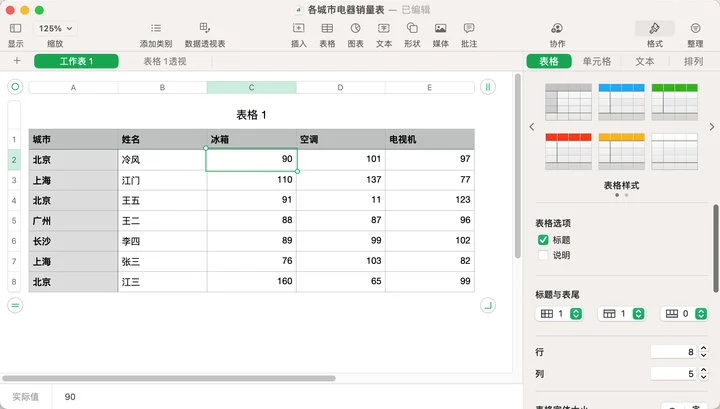 各城市电器销量表 — 已编辑
125%
显示 缩放 添加类别 数据透视表 插入 表格 图表 文本 形状 媒体 批注 协作 格式 整理
工作表 1 表格 1透视 表格 单元格 文本 排列
A B C D E
表格 1
1 城市 姓名 冰箱 空调 电视机
2 北京 冷风 90 101 97
3 上海 江门 110 137 77
4 北京 王五 91 11 123
5 广州 王二 88 87 96
6 长沙 李四 89 99 102
7 上海 张三 76 103 82
8 北京 江三 160 65 99
表格样式
表格选项
标题
说明
标题与表尾
1 1 0
行 8
列 5
实际值 90
表格字体大小